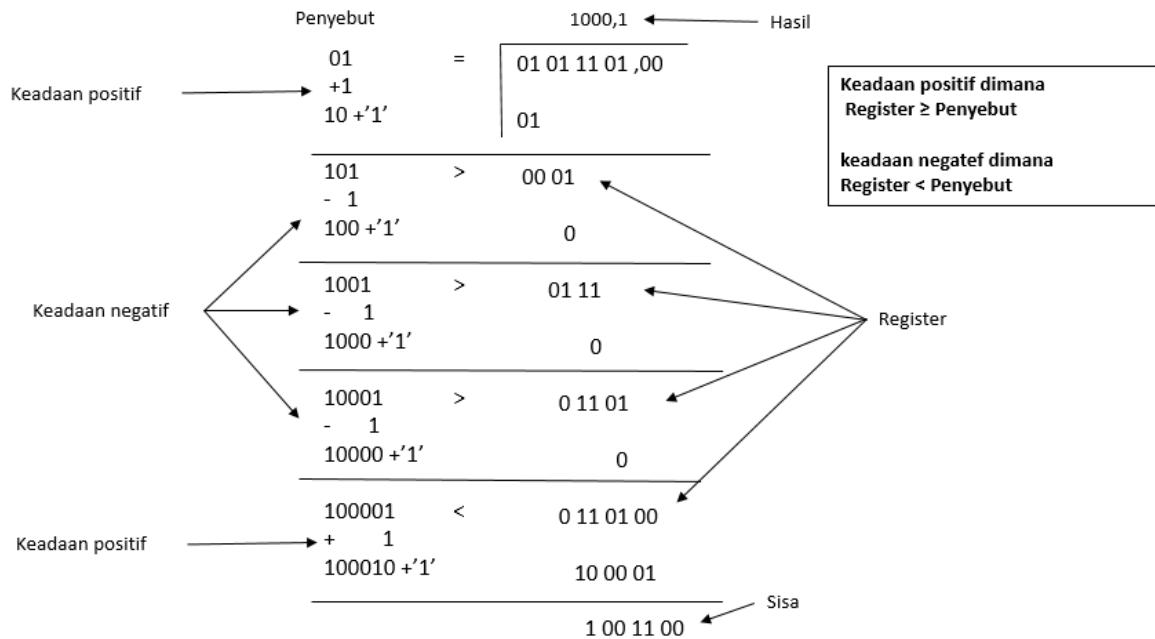 Penyebut 1000,1 Hasil
01 = 01 01 11 01 ,00
Keadaan positif +1
10 +'1' 01
Keadaan positif dimana
Register ≥ Penyebut
keadaan negatef dimana
Register < Penyebut
101 > 00 01
- 1
100 +'1' 0
Keadaan negatif
1001 > 01 11
- 1
1000 +'1' 0
Register
10001 > 0 11 01
- 1
10000 +'1' 0
100001 < 0 11 01 00
Keadaan positif + 1
100010 +'1' 10 00 01
Sisa
1 00 11 00